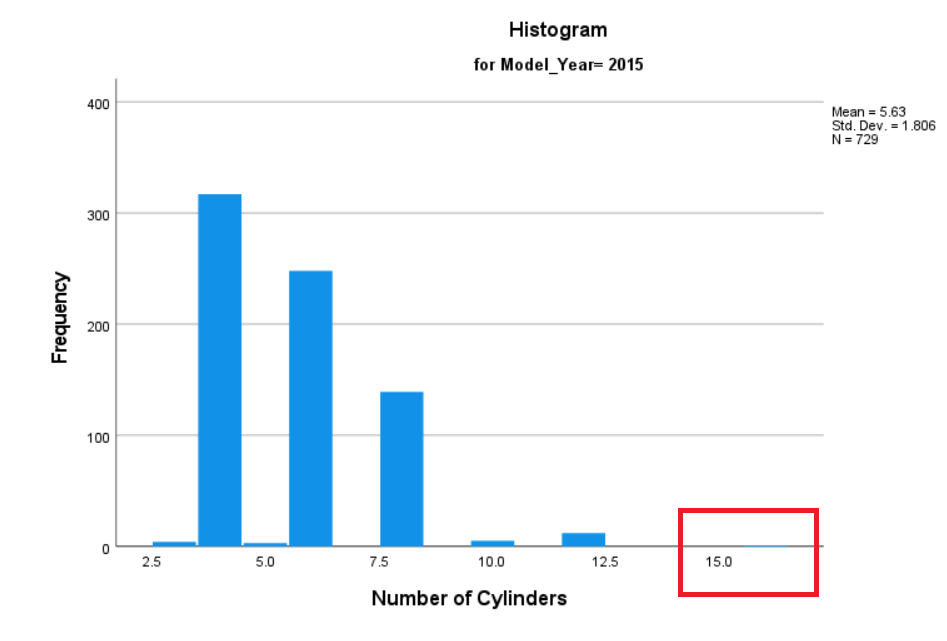 Histogram
for Model_Year= 2015
Mean = 5.63
Std. Dev. = 1.806
N = 729
400
300
200
100
0
Frequency
2.5 5.0 7.5 10.0 12.5 15.0
Number of Cylinders